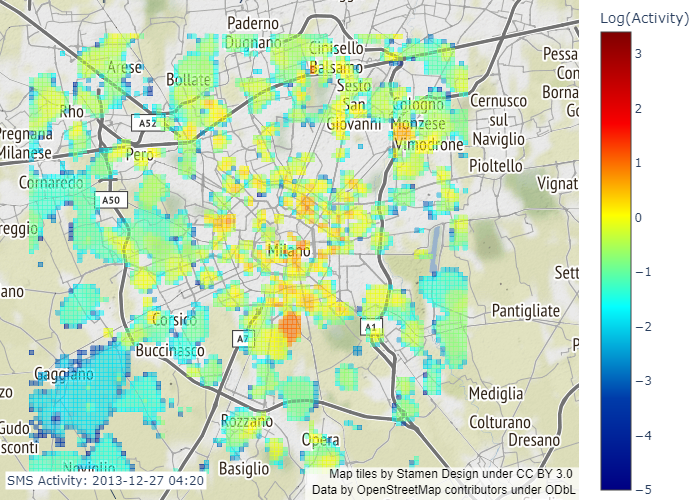 Log(Activity)
Paderno
Dugnano
Cinisello
Balsamo
Arese
Bollate
Sesto
San
Giovanni
Cologno
Monzese
Vimodrone
Cernusco
sul
Naviglio
Pioltello
Pessa
Con
Borna
Go
Rho
A52
Pregnana
Milanese
Pero
Cornaredo
A50
reggio
Vignat
Milano
Sett
ano
Pantigliate
Corsico
Buccinasco
A7
A1
P
Gaggiano
zo
Mediglia
Colturano
Dresano
Gudo
sconti
Rozzano
Opera
Basiglio
Noviglio
SMS Activity: 2013-12-27 04:20
Map tiles by Stamen Design under CC BY 3.0
Data by OpenStreetMap contributors under ODbL
3
2
1
0
−1
−2
−3
−4
−5